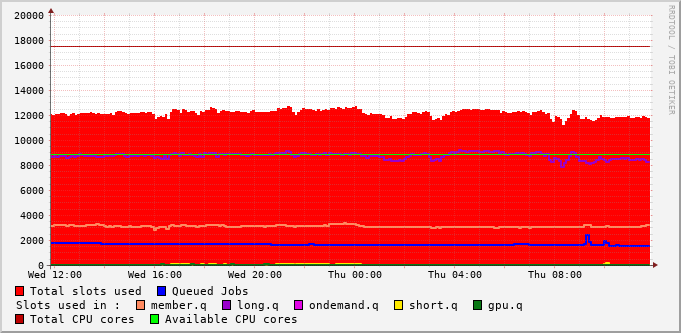 20000
18000
16000
14000
12000
10000
8000
6000
4000
2000
0
Wed 12:00 Wed 16:00 Wed 20:00 Thu 00:00 Thu 04:00 Thu 08:00
Total slots used Queued Jobs
Slots used in : member.q long.q ondemand.q short.q gpu.q
Total CPU cores Available CPU cores
RRDTOOL / TOBI OETIKER